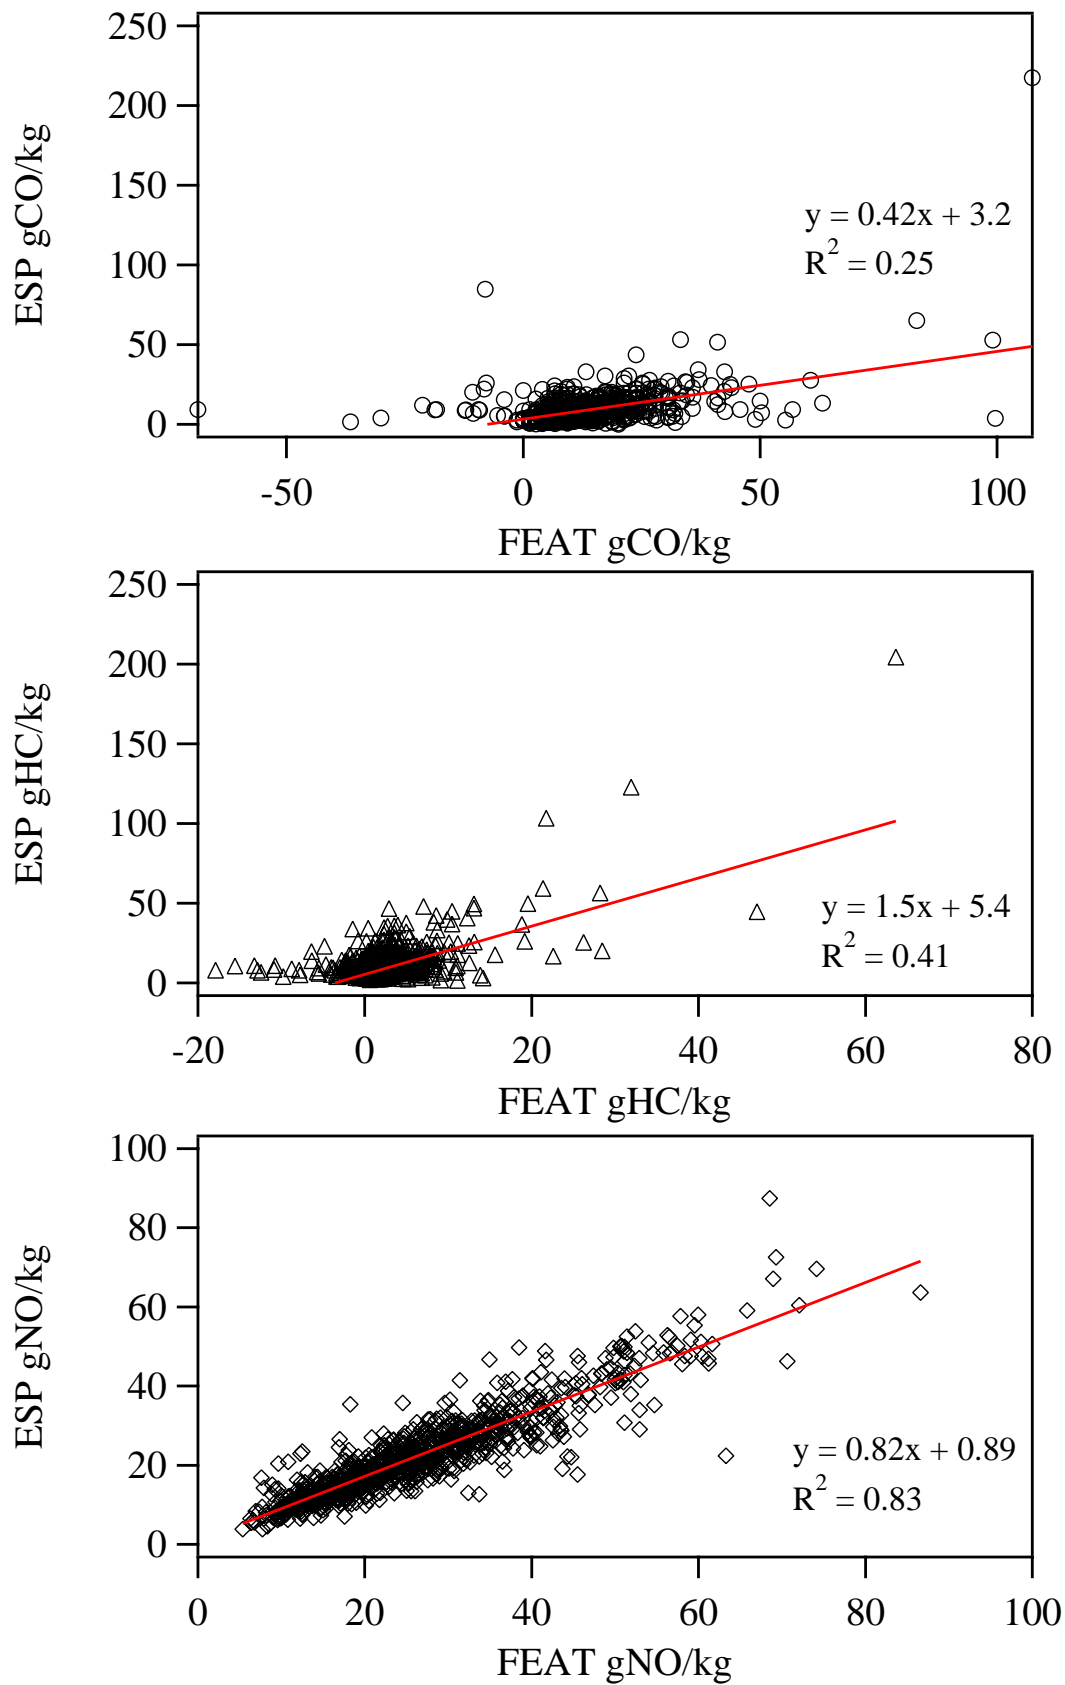 250
200
150
100
50
0
ESP gCO/kg
y = 0.42x + 3.2
R² = 0.25
-50 0 50 100
FEAT gCO/kg
250
200
150
100
50
0
ESP gHC/kg
y = 1.5x + 5.4
R² = 0.41
-20 0 20 40 60 80
FEAT gHC/kg
100
80
60
40
20
0
ESP gNO/kg
y = 0.82x + 0.89
R² = 0.83
0 20 40 60 80 100
FEAT gNO/kg